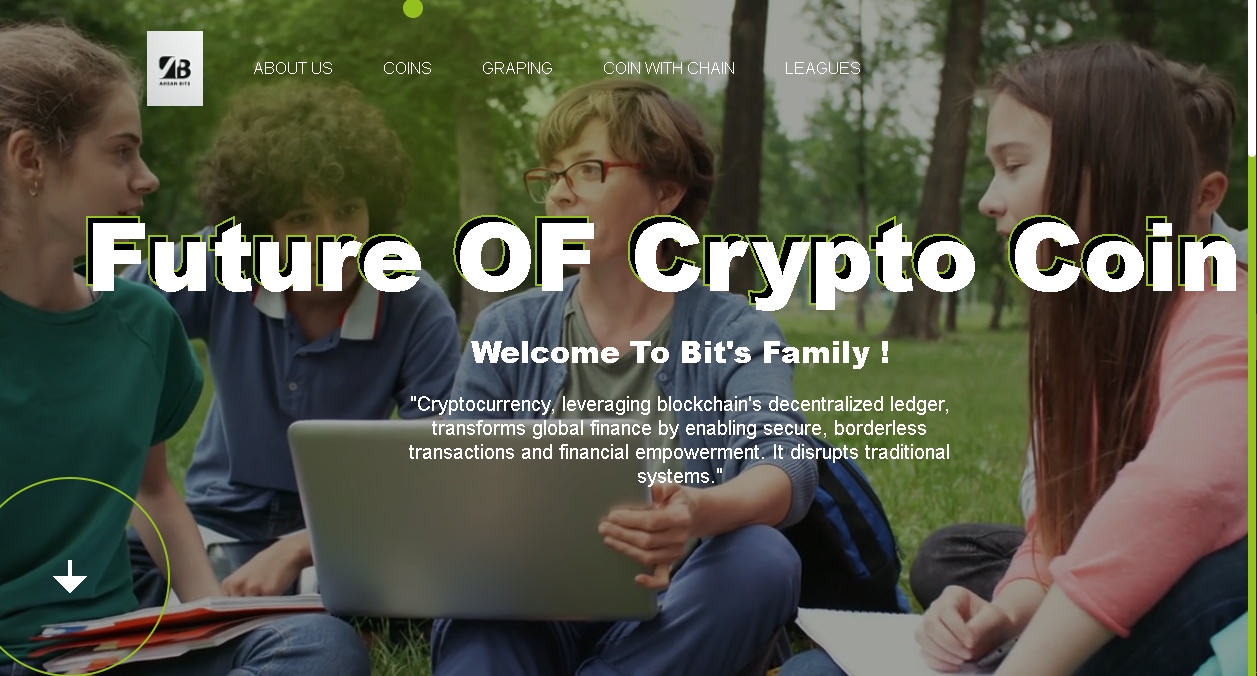 AHSAN BITS
ABOUT US
COINS
GRAPING
COIN WITH CHAIN
LEAGUES
Future OF Crypto Coin
Welcome To Bit's Family !
"Cryptocurrency, leveraging blockchain's decentralized ledger,
transforms global finance by enabling secure, borderless
transactions and financial empowerment. It disrupts traditional
systems."